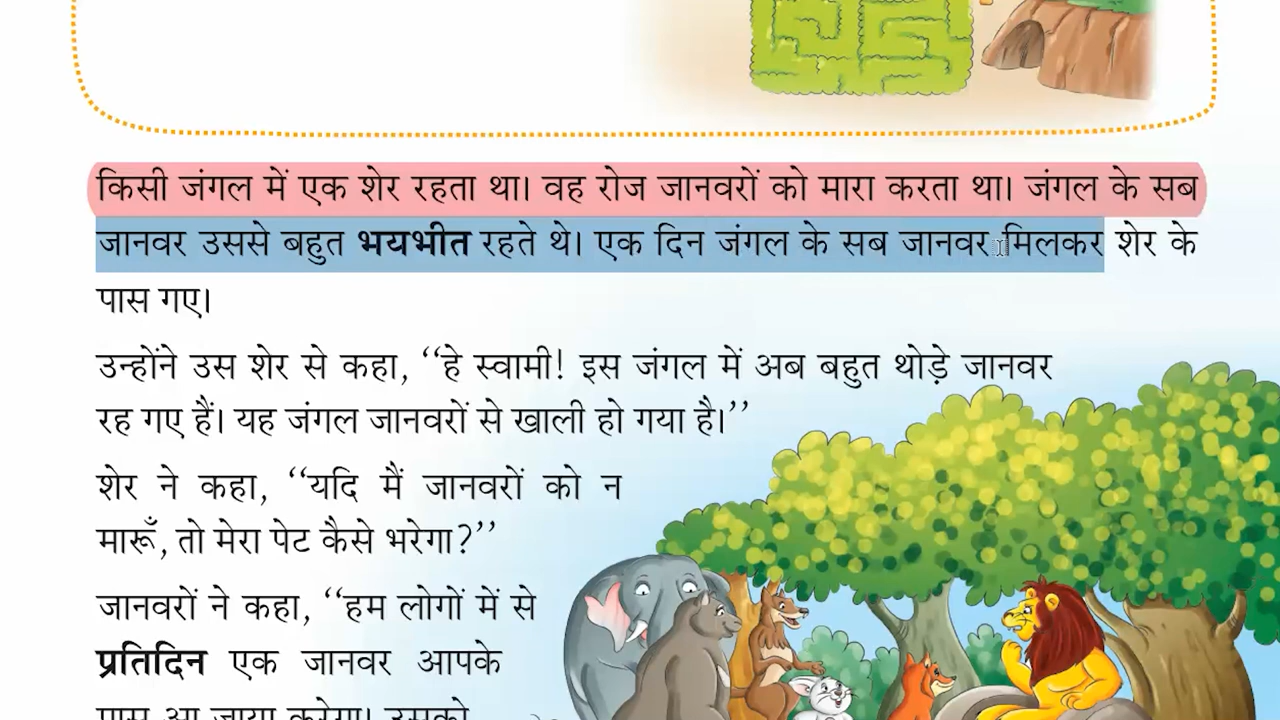 किसी जंगल में एक शेर रहता था। वह रोज जानवरों को मारा करता था। जंगल के सब
जानवर उससे बहुत भयभीत रहते थे। एक दिन जंगल के सब जानवर मिलकर शेर के
पास गए।
उन्होंने उस शेर से कहा, ‘‘हे स्वामी! इस जंगल में अब बहुत थोड़े जानवर
रह गए हैं। यह जंगल जानवरों से खाली हो गया है।’’
शेर ने कहा, ‘‘यदि मैं जानवरों को न
मारूँ, तो मेरा पेट कैसे भरेगा?’’
जानवरों ने कहा, ‘‘हम लोगों में से
प्रतिदिन एक जानवर आपके
पास आ जाया करेगा। उसको